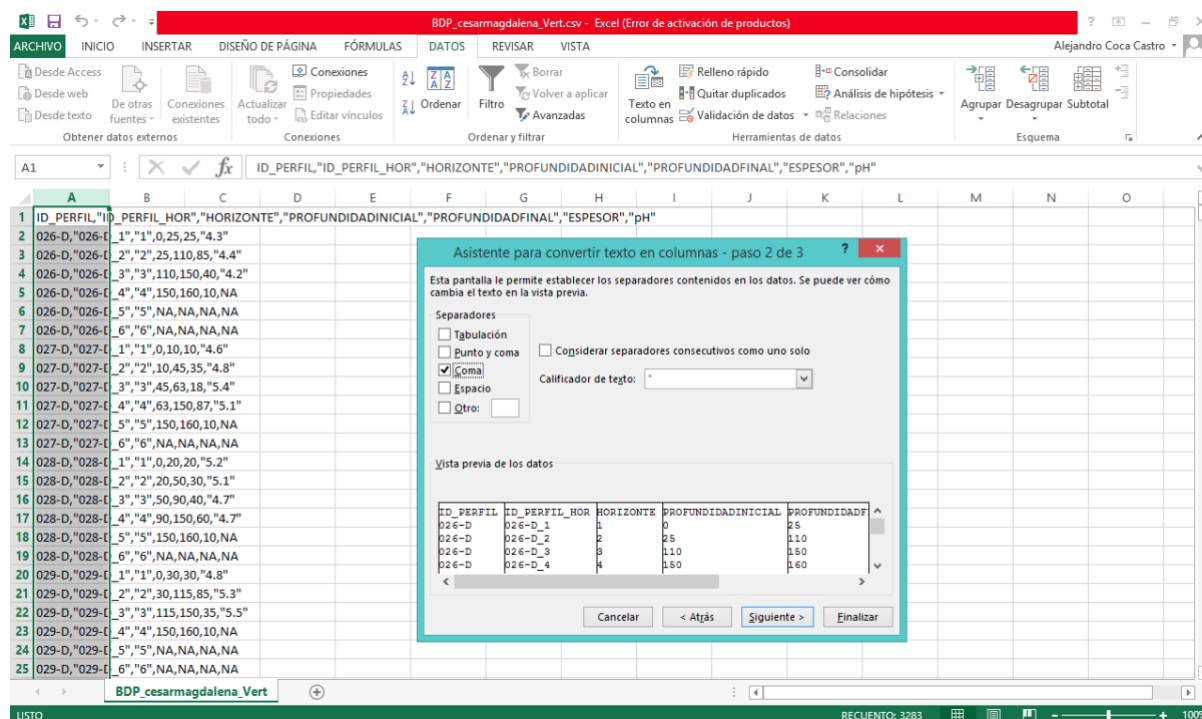 BDP_cesarmagdalena_Vert.csv - Excel (Error de activación de productos)
ARCHIVO INICIO INSERTAR DISEÑO DE PÁGINA FÓRMULAS DATOS REVISAR VISTA Alejandro Coca Castro
Desde Access
Desde web
Desde texto
De otras fuentes
Conexiones existentes
Obtener datos externos
Actualizar todo
Conexiones
Propiedades
Editar vínculos
Conexiones
Ordenar
Filtro
Borrar
Volver a aplicar
Avanzadas
Ordenar y filtrar
Texto en columnas
Relleno rápido
Quitar duplicados
Validación de datos
Consolidar
Análisis de hipótesis
Relaciones
Herramientas de datos
Agrupar Desagrupar Subtotal
Esquema
A1 fx ID_PERFIL,"ID_PERFIL_HOR","HORIZONTE","PROFUNDIDADINICIAL","PROFUNDIDADFINAL","ESPESOR","pH"
A B C D E F G H I J K L M N O
1 ID_PERFIL,"ID_PERFIL_HOR","HORIZONTE","PROFUNDIDADINICIAL","PROFUNDIDADFINAL","ESPESOR","pH"
2 026-D,"026-D_1","1",0,25,25,"4.3"
3 026-D,"026-D_2","2",25,110,85,"4.4"
4 026-D,"026-D_3","3",110,150,40,"4.2"
5 026-D,"026-D_4","4",150,160,10,NA
6 026-D,"026-D_5","5",NA,NA,NA,NA
7 026-D,"026-D_6","6",NA,NA,NA,NA
8 027-D,"027-D_1","1",0,10,10,"4.6"
9 027-D,"027-D_2","2",10,45,35,"4.8"
10 027-D,"027-D_3","3",45,63,18,"5.4"
11 027-D,"027-D_4","4",63,150,87,"5.1"
12 027-D,"027-D_5","5",150,160,10,NA
13 027-D,"027-D_6","6",NA,NA,NA,NA
14 028-D,"028-D_1","1",0,20,20,"5.2"
15 028-D,"028-D_2","2",20,50,30,"5.1"
16 028-D,"028-D_3","3",50,90,40,"4.7"
17 028-D,"028-D_4","4",90,150,60,"4.7"
18 028-D,"028-D_5","5",150,160,10,NA
19 028-D,"028-D_6","6",NA,NA,NA,NA
20 029-D,"029-D_1","1",0,30,30,"4.8"
21 029-D,"029-D_2","2",30,115,85,"5.3"
22 029-D,"029-D_3","3",115,150,35,"5.5"
23 029-D,"029-D_4","4",150,160,10,NA
24 029-D,"029-D_5","5",NA,NA,NA,NA
25 029-D,"029-D_6","6",NA,NA,NA,NA
Asistente para convertir texto en columnas - paso 2 de 3
Esta pantalla le permite establecer los separadores contenidos en los datos. Se puede ver cómo
cambia el texto en la vista previa.
Separadores
Tabulación
Punto y coma
Coma
Espacio
Otro:
Considerar separadores consecutivos como uno solo
Calificador de texto: "
Vista previa de los datos
ID_PERFIL ID_PERFIL_HOR HORIZONTE PROFUNDIDADINICIAL PROFUNDIDADF
026-D 026-D_1 1 0 25
026-D 026-D_2 2 25 110
026-D 026-D_3 3 110 150
026-D 026-D_4 4 150 160
Cancelar < Atrás Siguiente > Finalizar
BDP_cesarmagdalena_Vert
LISTO RECUENTO: 3283 100%